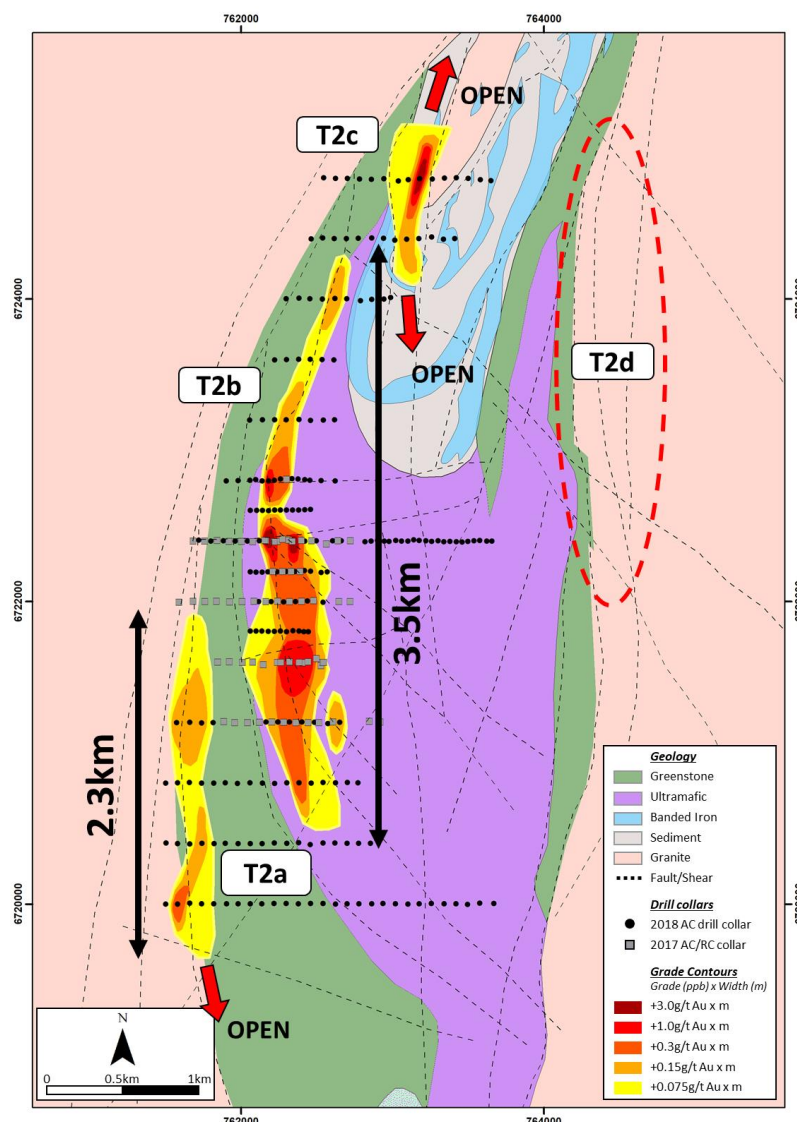 762000
764000
OPEN
T2c
6724000
OPEN
T2d
T2b
3.5km
6722000
2.3km
T2a
6720000
OPEN
N
0
0.5km
1km
Geology
Greenstone
Ultramafic
Banded Iron
Sediment
Granite
Fault/Shear
Drill collars
2018 AC drill collar
2017 AC/RC collar
Grade Contours
Grade (ppb) x Width (m)
+3.0g/t Au x m
+1.0g/t Au x m
+0.3g/t Au x m
+0.15g/t Au x m
+0.075g/t Au x m
762000
764000